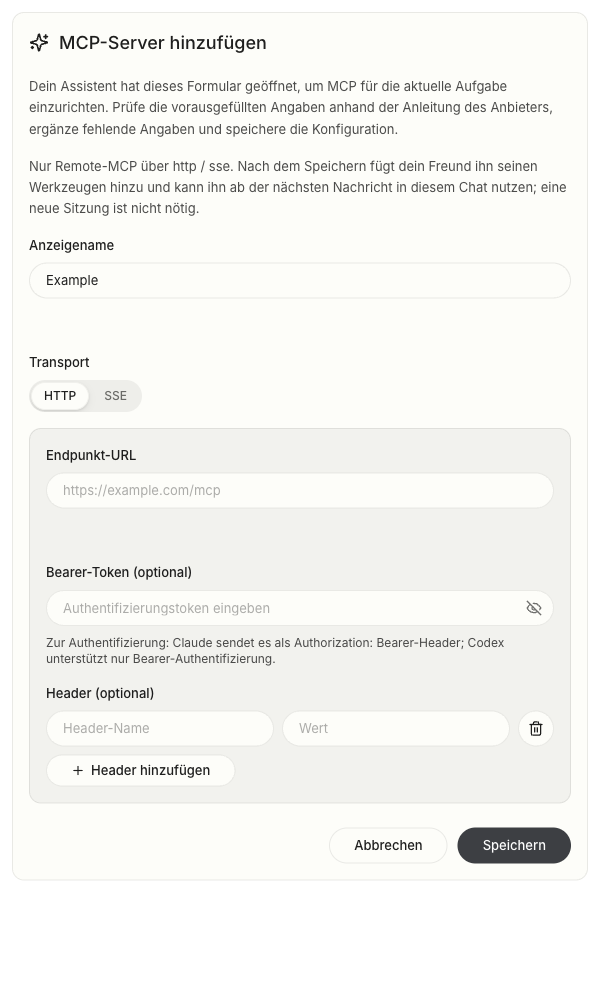 MCP-Server hinzufügen
Dein Assistent hat dieses Formular geöffnet, um MCP für die aktuelle Aufgabe
einzurichten. Prüfe die vorausgefüllten Angaben anhand der Anleitung des Anbieters,
ergänze fehlende Angaben und speichere die Konfiguration.
Nur Remote-MCP über http / sse. Nach dem Speichern fügt dein Freund ihn seinen
Werkzeugen hinzu und kann ihn ab der nächsten Nachricht in diesem Chat nutzen; eine
neue Sitzung ist nicht nötig.
Anzeigename
Example
Transport
HTTP SSE
Endpunkt-URL
https://example.com/mcp
Bearer-Token (optional)
Authentifizierungstoken eingeben
Zur Authentifizierung: Claude sendet es als Authorization: Bearer-Header; Codex
unterstützt nur Bearer-Authentifizierung.
Header (optional)
Header-Name Wert
+ Header hinzufügen
Abbrechen Speichern